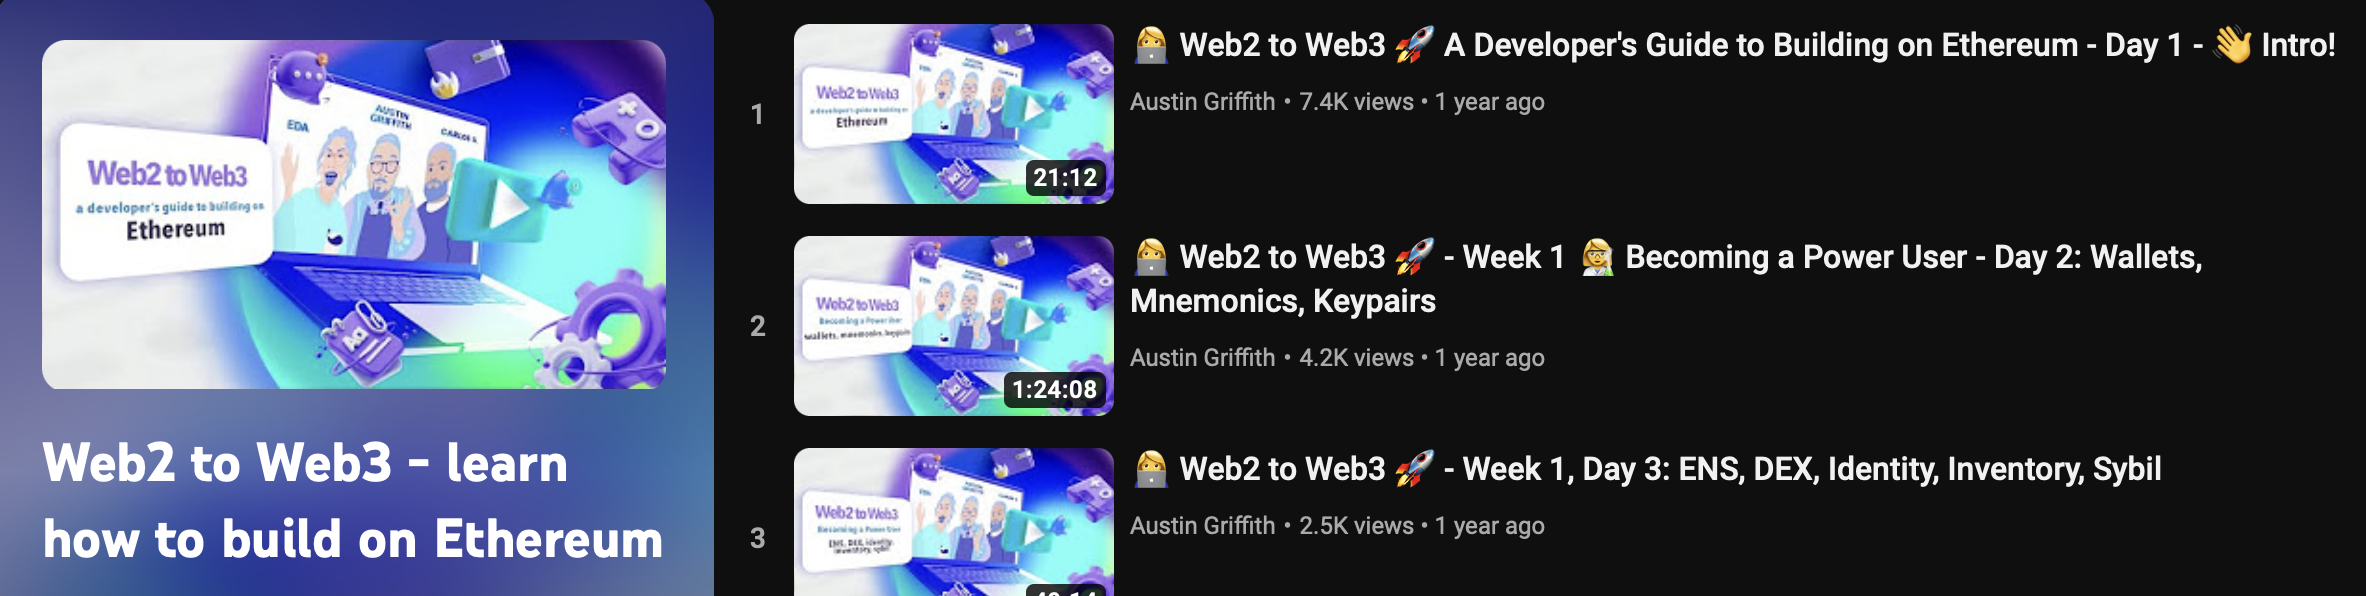 EDA
AUSTIN
GRIFFITH
CARLOS S.
Web2 to Web3
a developer's guide to building on
Ethereum
Aa
Web2 to Web3 - learn
how to build on Ethereum
1
Web2 to Web3
a developer's guide to building on
Ethereum
EDA
21:12
👩‍💻 Web2 to Web3 🚀 A Developer's Guide to Building on Ethereum - Day 1 - 👋 Intro!
Austin Griffith • 7.4K views • 1 year ago
2
Web2 to Web3
Becoming a Power User
wallets, mnemonics, keypairs
EDA
1:24:08
👩‍💻 Web2 to Web3 🚀 - Week 1 👩‍🔬 Becoming a Power User - Day 2: Wallets,
Mnemonics, Keypairs
Austin Griffith • 4.2K views • 1 year ago
3
Web2 to Web3
Becoming a Power User
ENS, DEX, identity,
inventory, sybil
EDA
👩‍💻 Web2 to Web3 🚀 - Week 1, Day 3: ENS, DEX, Identity, Inventory, Sybil
Austin Griffith • 2.5K views • 1 year ago